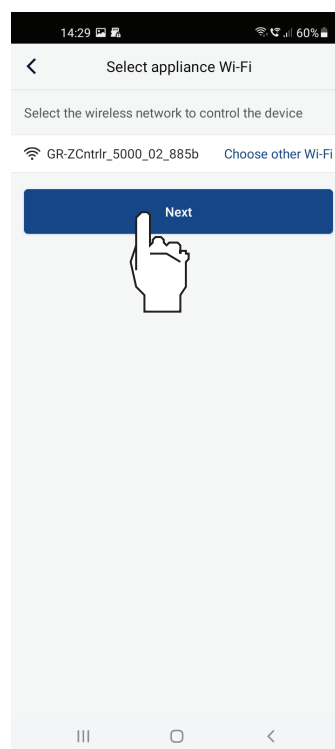 14:29 60%
Select appliance Wi-Fi
Select the wireless network to control the device
GR-ZCntrlr_5000_02_885b Choose other Wi-Fi
Next